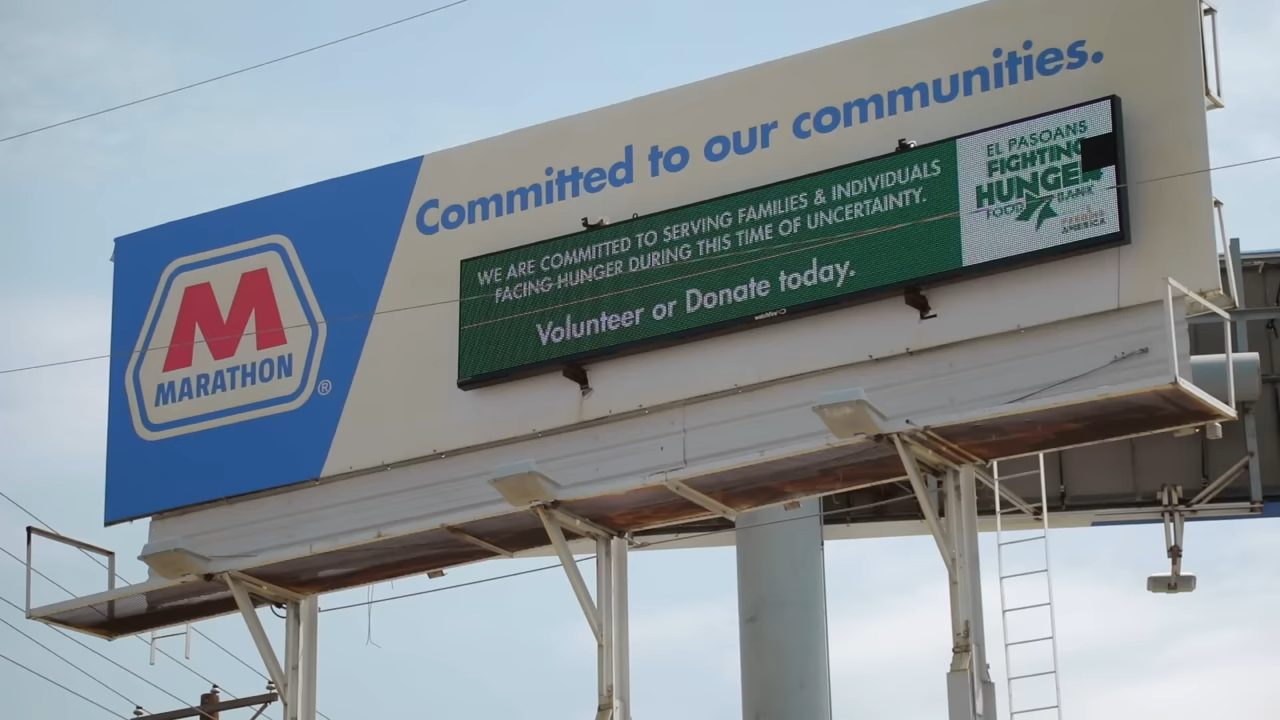 Committed to our communities.
M
MARATHON
®
WE ARE COMMITTED TO SERVING FAMILIES & INDIVIDUALS
FACING HUNGER DURING THIS TIME OF UNCERTAINTY.
Volunteer or Donate today.
EL PASOANS
FIGHTING
HUNGER
FOOD BANK
FEEDING
AMERICA